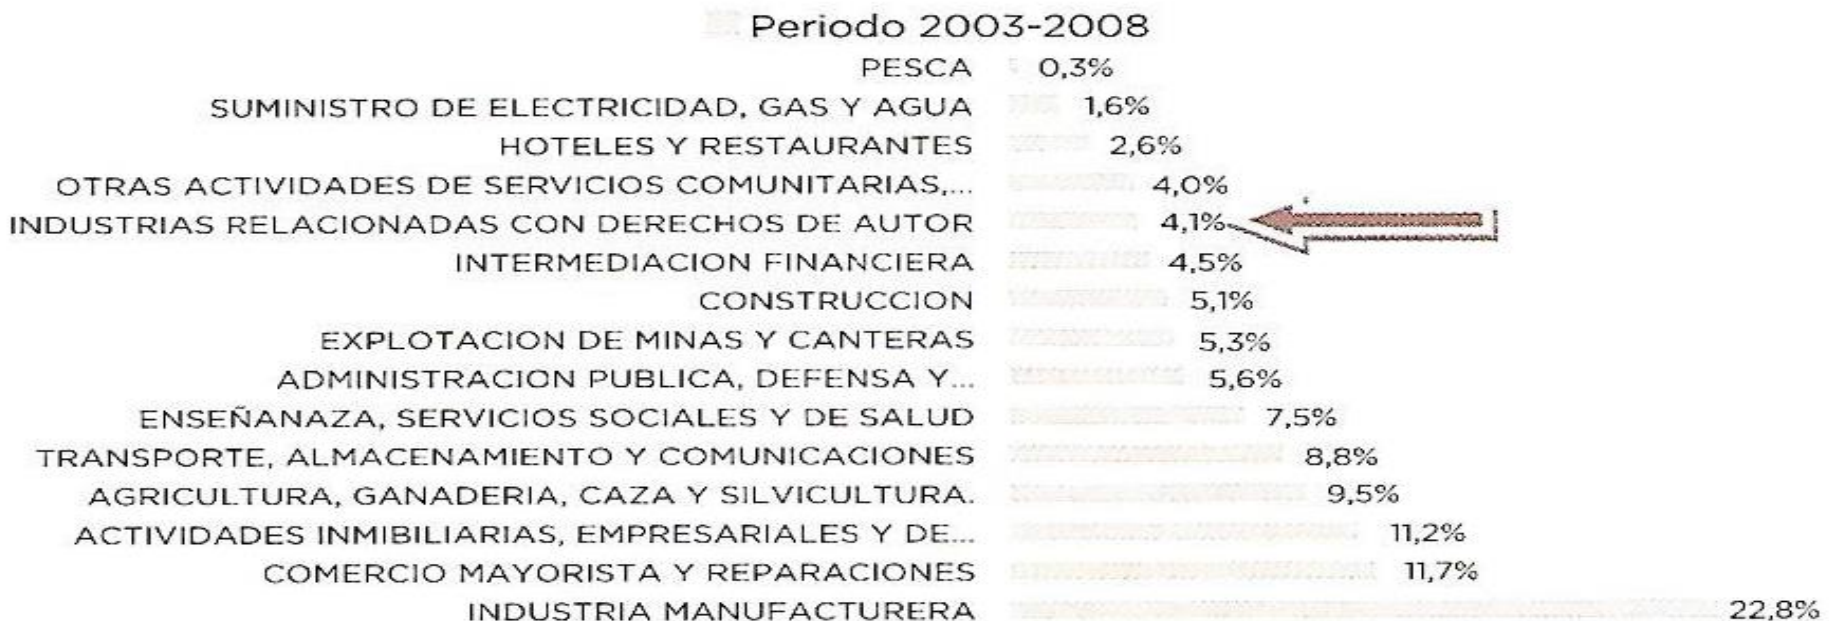 Periodo 2003-2008
PESCA 0,3%
SUMINISTRO DE ELECTRICIDAD, GAS Y AGUA 1,6%
HOTELES Y RESTAURANTES 2,6%
OTRAS ACTIVIDADES DE SERVICIOS COMUNITARIAS,... 4,0%
INDUSTRIAS RELACIONADAS CON DERECHOS DE AUTOR 4,1%
INTERMEDIACION FINANCIERA 4,5%
CONSTRUCCION 5,1%
EXPLOTACION DE MINAS Y CANTERAS 5,3%
ADMINISTRACION PUBLICA, DEFENSA Y... 5,6%
ENSEÑANAZA, SERVICIOS SOCIALES Y DE SALUD 7,5%
TRANSPORTE, ALMACENAMIENTO Y COMUNICACIONES 8,8%
AGRICULTURA, GANADERIA, CAZA Y SILVICULTURA. 9,5%
ACTIVIDADES INMIBILIARIAS, EMPRESARIALES Y DE... 11,2%
COMERCIO MAYORISTA Y REPARACIONES 11,7%
INDUSTRIA MANUFACTURERA 22,8%